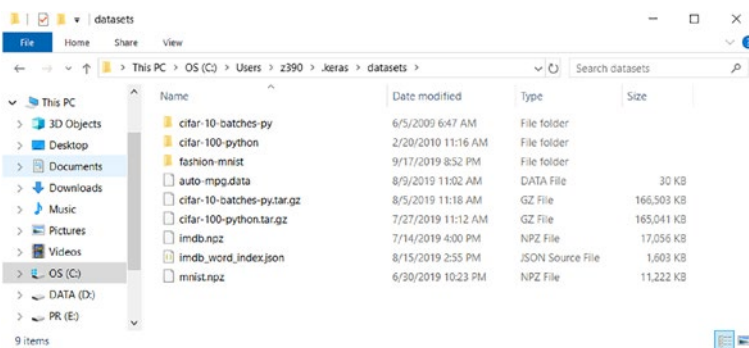 datasets
File Home Share View
This PC > OS (C:) > Users > z390 > .keras > datasets >
Search datasets
Name Date modified Type Size
This PC
3D Objects
Desktop
Documents
Downloads
Music
Pictures
Videos
OS (C:)
DATA (D:)
PR (E:)
cifar-10-batches-py 6/5/2009 6:47 AM File folder
cifar-100-python 2/20/2010 11:16 AM File folder
fashion-mnist 9/17/2019 8:52 PM File folder
auto-mpg.data 8/9/2019 11:02 AM DATA File 30 KB
cifar-10-batches-py.tar.gz 8/5/2019 11:18 AM GZ File 166,503 KB
cifar-100-python.tar.gz 7/27/2019 11:12 AM GZ File 165,041 KB
imdb.npz 7/14/2019 4:00 PM NPZ File 17,056 KB
imdb_word_index.json 8/15/2019 2:55 PM JSON Source File 1,603 KB
mnist.npz 6/30/2019 10:23 PM NPZ File 11,222 KB
9 items